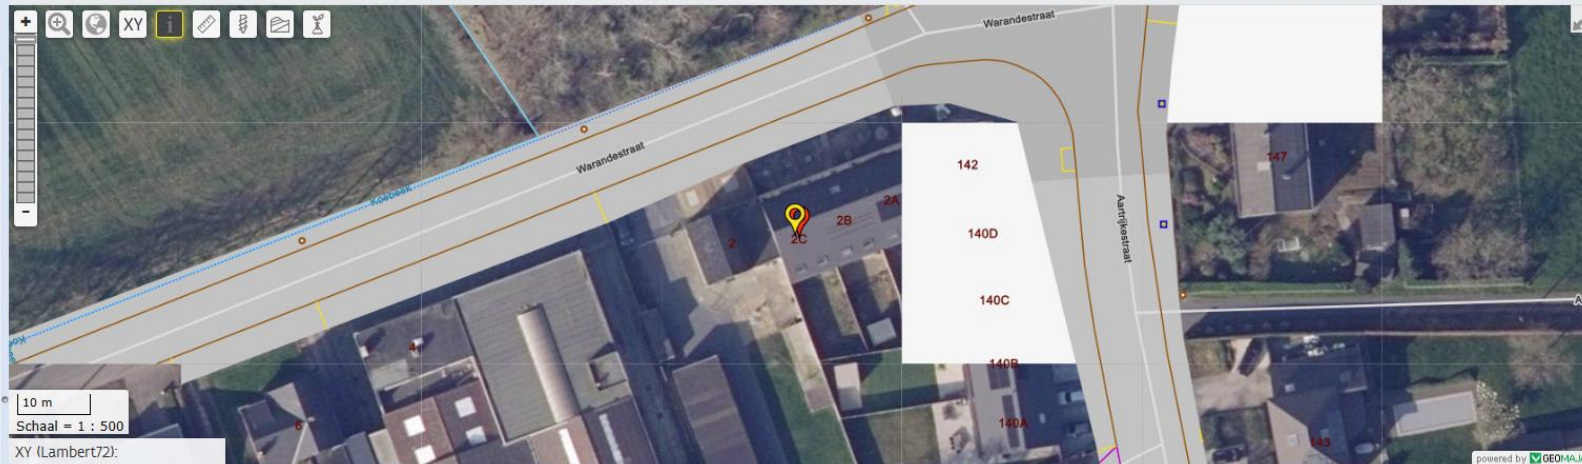 +
XY
i
Warandestraat
142
147
Warandestraat
Koebeek
2A
2B
2C
2
140D
Aartrijkestraat
140C
A
4
140B
-
10 m
Schaal = 1 : 500
6
140A
143
XY (Lambert72):
powered by GEOMAJ